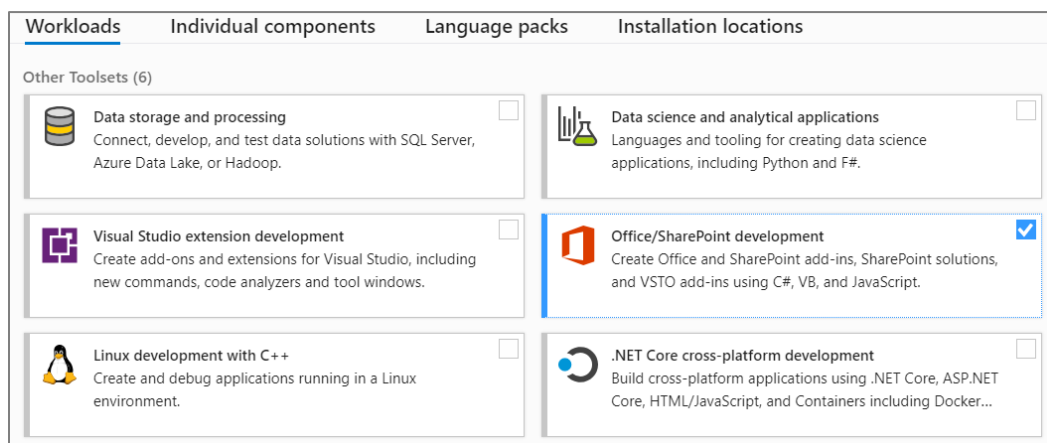 Workloads
Individual components
Language packs
Installation locations
Other Toolsets (6)
Data storage and processing
Connect, develop, and test data solutions with SQL Server,
Azure Data Lake, or Hadoop.
Data science and analytical applications
Languages and tooling for creating data science
applications, including Python and F#.
Visual Studio extension development
Create add-ons and extensions for Visual Studio, including
new commands, code analyzers and tool windows.
Office/SharePoint development
Create Office and SharePoint add-ins, SharePoint solutions,
and VSTO add-ins using C#, VB, and JavaScript.
Linux development with C++
Create and debug applications running in a Linux
environment.
.NET Core cross-platform development
Build cross-platform applications using .NET Core, ASP.NET
Core, HTML/JavaScript, and Containers including Docker...